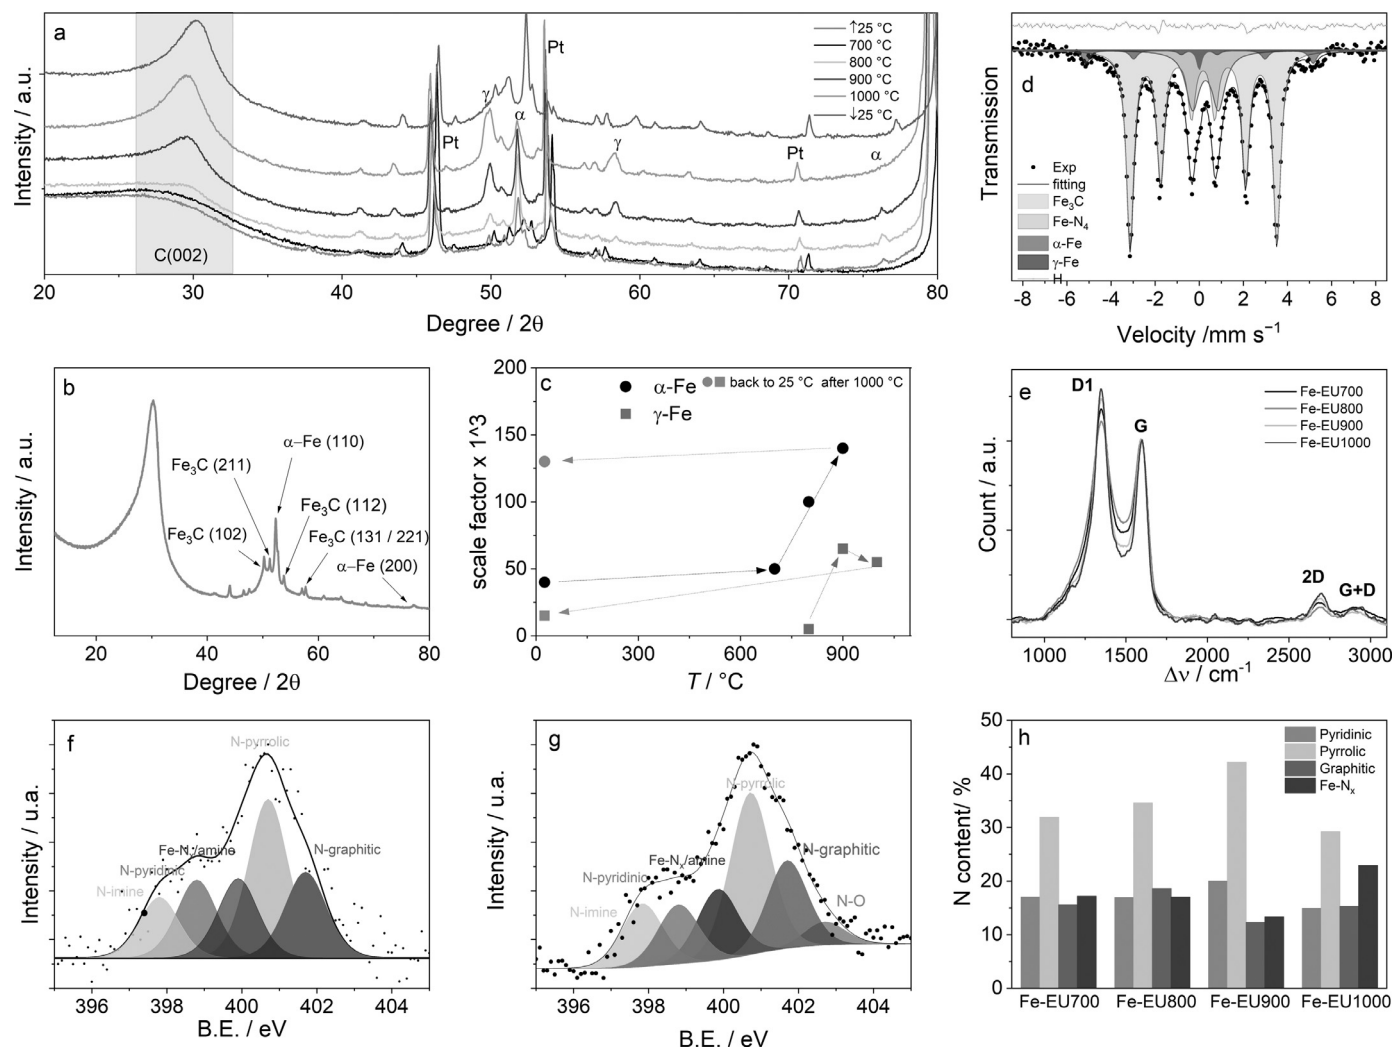 a
Intensity / a.u.
C(002)
Pt
γ
α
Pt
γ
Pt
α
↑25 °C
700 °C
800 °C
900 °C
1000 °C
↓25 °C
20 30 40 50 60 70 80
Degree / 2θ
d
Transmission
Exp
fitting
Fe₃C
Fe-N₄
α-Fe
γ-Fe
-8 -6 -4 -2 0 2 4 6 8
Velocity /mm s⁻¹
b
Intensity / a.u.
α–Fe (110)
Fe₃C (211)
Fe₃C (112)
Fe₃C (102)
Fe₃C (131 / 221)
α–Fe (200)
20 40 60 80
Degree / 2θ
c
scale factor x 1^3
200
150
100
50
0
α-Fe
γ-Fe
back to 25 °C after 1000 °C
0 300 600 900
T / °C
e
Count / a.u.
D1
G
2D
G+D
Fe-EU700
Fe-EU800
Fe-EU900
Fe-EU1000
1000 1500 2000 2500 3000
Δν / cm⁻¹
f
Intensity / u.a.
N-pyrrolic
Fe-Nₓ/amine
N-graphitic
N-pyridinic
N-imine
396 398 400 402 404
B.E. / eV
g
Intensity / u.a.
N-pyrrolic
Fe-Nₓ/amine
N-graphitic
N-pyridinic
N-O
N-imine
396 398 400 402 404
B.E. / eV
h
N content/ %
50
40
30
20
10
0
Pyridinic
Pyrrolic
Graphitic
Fe-Nₓ
Fe-EU700 Fe-EU800 Fe-EU900 Fe-EU1000